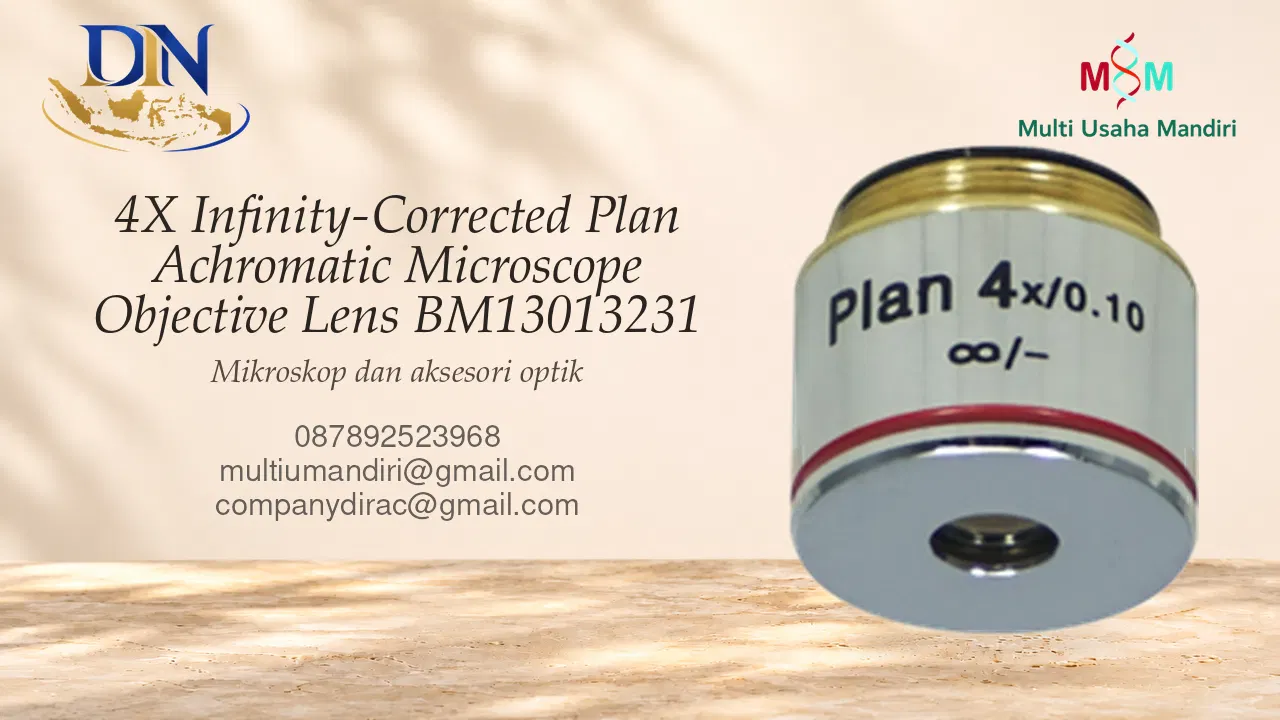 DIN
M M
Multi Usaha Mandiri
4X Infinity-Corrected Plan
Achromatic Microscope
Objective Lens BM13013231
Mikroskop dan aksesori optik
087892523968
multiumandiri@gmail.com
companydirac@gmail.com
Plan 4x/0.10
∞/–